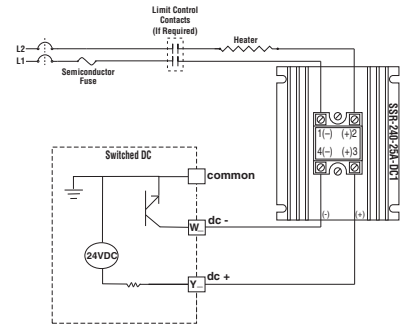 Limit Control
Contacts
(If Required)
Heater
L2
L1
Semiconductor
Fuse
1(–) (+)2
4(–) (+)3
SSR-240-25A-DC1
(-) (+)
Switched DC
common
dc -
W_
24VDC
dc +
Y_